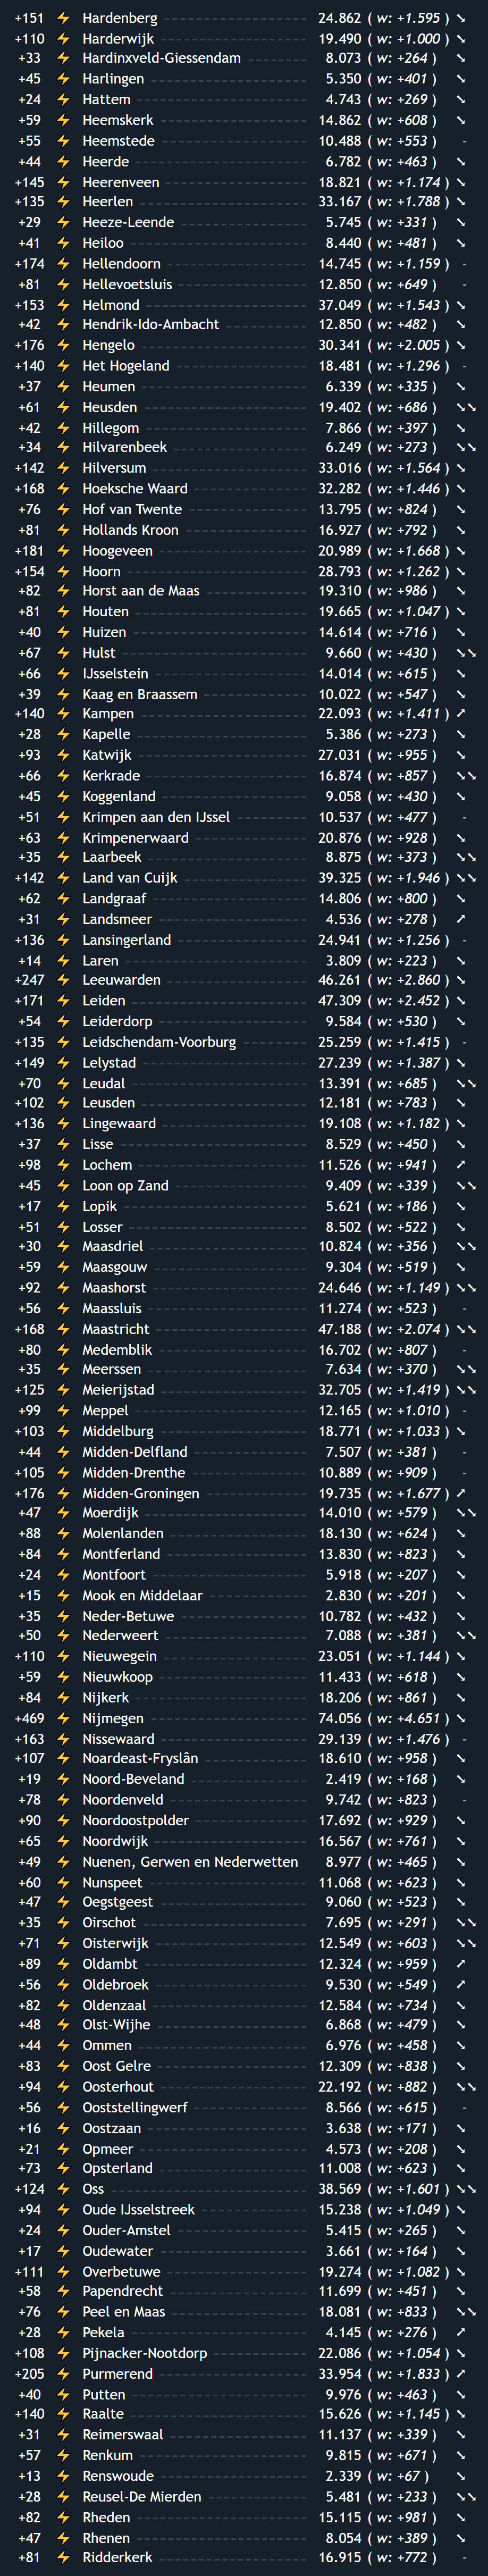 +151 ⚡ Hardenberg 24.862 ( w: +1.595 ) ⭨
+110 ⚡ Harderwijk 19.490 ( w: +1.000 ) ⭨
+33 ⚡ Hardinxveld-Giessendam 8.073 ( w: +264 ) ⭨
+45 ⚡ Harlingen 5.350 ( w: +401 ) ⭨
+24 ⚡ Hattem 4.743 ( w: +269 ) ⭨
+59 ⚡ Heemskerk 14.862 ( w: +608 ) ⭨
+55 ⚡ Heemstede 10.488 ( w: +553 ) -
+44 ⚡ Heerde 6.782 ( w: +463 ) ⭨
+145 ⚡ Heerenveen 18.821 ( w: +1.174 ) ⭨
+135 ⚡ Heerlen 33.167 ( w: +1.788 ) ⭨
+29 ⚡ Heeze-Leende 5.745 ( w: +331 ) ⭨
+41 ⚡ Heiloo 8.440 ( w: +481 ) ⭨
+174 ⚡ Hellendoorn 14.745 ( w: +1.159 ) -
+81 ⚡ Hellevoetsluis 12.850 ( w: +649 ) -
+153 ⚡ Helmond 37.049 ( w: +1.543 ) ⭨
+42 ⚡ Hendrik-Ido-Ambacht 12.850 ( w: +482 ) ⭨
+176 ⚡ Hengelo 30.341 ( w: +2.005 ) ⭨
+140 ⚡ Het Hogeland 18.481 ( w: +1.296 ) -
+37 ⚡ Heumen 6.339 ( w: +335 ) ⭨
+61 ⚡ Heusden 19.402 ( w: +686 ) ⭨⭨
+42 ⚡ Hillegom 7.866 ( w: +397 ) ⭨
+34 ⚡ Hilvarenbeek 6.249 ( w: +273 ) ⭨⭨
+142 ⚡ Hilversum 33.016 ( w: +1.564 ) ⭨
+168 ⚡ Hoeksche Waard 32.282 ( w: +1.446 ) ⭨
+76 ⚡ Hof van Twente 13.795 ( w: +824 ) ⭨
+81 ⚡ Hollands Kroon 16.927 ( w: +792 ) ⭨
+181 ⚡ Hoogeveen 20.989 ( w: +1.668 ) ⭨
+154 ⚡ Hoorn 28.793 ( w: +1.262 ) ⭨
+82 ⚡ Horst aan de Maas 19.310 ( w: +986 ) ⭨
+81 ⚡ Houten 19.665 ( w: +1.047 ) ⭨
+40 ⚡ Huizen 14.614 ( w: +716 ) ⭨
+67 ⚡ Hulst 9.660 ( w: +430 ) ⭨⭨
+66 ⚡ IJsselstein 14.014 ( w: +615 ) ⭨
+39 ⚡ Kaag en Braassem 10.022 ( w: +547 ) ⭨
+140 ⚡ Kampen 22.093 ( w: +1.411 ) ⭧
+28 ⚡ Kapelle 5.386 ( w: +273 ) ⭨
+93 ⚡ Katwijk 27.031 ( w: +955 ) ⭨
+66 ⚡ Kerkrade 16.874 ( w: +857 ) ⭨⭨
+45 ⚡ Koggenland 9.058 ( w: +430 ) ⭨
+51 ⚡ Krimpen aan den IJssel 10.537 ( w: +477 ) -
+63 ⚡ Krimpenerwaard 20.876 ( w: +928 ) ⭨
+35 ⚡ Laarbeek 8.875 ( w: +373 ) ⭨⭨
+142 ⚡ Land van Cuijk 39.325 ( w: +1.946 ) ⭨⭨
+62 ⚡ Landgraaf 14.806 ( w: +800 ) ⭨
+31 ⚡ Landsmeer 4.536 ( w: +278 ) ⭧
+136 ⚡ Lansingerland 24.941 ( w: +1.256 ) -
+14 ⚡ Laren 3.809 ( w: +223 ) ⭨
+247 ⚡ Leeuwarden 46.261 ( w: +2.860 ) ⭨
+171 ⚡ Leiden 47.309 ( w: +2.452 ) ⭨
+54 ⚡ Leiderdorp 9.584 ( w: +530 ) ⭨
+135 ⚡ Leidschendam-Voorburg 25.259 ( w: +1.415 ) -
+149 ⚡ Lelystad 27.239 ( w: +1.387 ) ⭨
+70 ⚡ Leudal 13.391 ( w: +685 ) ⭨⭨
+102 ⚡ Leusden 12.181 ( w: +783 ) ⭨
+136 ⚡ Lingewaard 19.108 ( w: +1.182 ) ⭨
+37 ⚡ Lisse 8.529 ( w: +450 ) ⭨
+98 ⚡ Lochem 11.526 ( w: +941 ) ⭧
+45 ⚡ Loon op Zand 9.409 ( w: +339 ) ⭨⭨
+17 ⚡ Lopik 5.621 ( w: +186 ) ⭨
+51 ⚡ Losser 8.502 ( w: +522 ) ⭨
+30 ⚡ Maasdriel 10.824 ( w: +356 ) ⭨⭨
+59 ⚡ Maasgouw 9.304 ( w: +519 ) ⭨
+92 ⚡ Maashorst 24.646 ( w: +1.149 ) ⭨⭨
+56 ⚡ Maassluis 11.274 ( w: +523 ) -
+168 ⚡ Maastricht 47.188 ( w: +2.074 ) ⭨⭨
+80 ⚡ Medemblik 16.702 ( w: +807 ) -
+35 ⚡ Meerssen 7.634 ( w: +370 ) ⭨⭨
+125 ⚡ Meierijstad 32.705 ( w: +1.419 ) ⭨⭨
+99 ⚡ Meppel 12.165 ( w: +1.010 ) -
+103 ⚡ Middelburg 18.771 ( w: +1.033 ) ⭨
+44 ⚡ Midden-Delfland 7.507 ( w: +381 ) -
+105 ⚡ Midden-Drenthe 10.889 ( w: +909 ) -
+176 ⚡ Midden-Groningen 19.735 ( w: +1.677 ) ⭧
+47 ⚡ Moerdijk 14.010 ( w: +579 ) ⭨⭨
+88 ⚡ Molenlanden 18.130 ( w: +624 ) ⭨
+84 ⚡ Montferland 13.830 ( w: +823 ) ⭨
+24 ⚡ Montfoort 5.918 ( w: +207 ) ⭨
+15 ⚡ Mook en Middelaar 2.830 ( w: +201 ) ⭨
+35 ⚡ Neder-Betuwe 10.782 ( w: +432 ) ⭨
+50 ⚡ Nederweert 7.088 ( w: +381 ) ⭨⭨
+110 ⚡ Nieuwegein 23.051 ( w: +1.144 ) ⭨
+59 ⚡ Nieuwkoop 11.433 ( w: +618 ) ⭨
+84 ⚡ Nijkerk 18.206 ( w: +861 ) ⭨
+469 ⚡ Nijmegen 74.056 ( w: +4.651 ) ⭨
+163 ⚡ Nissewaard 29.139 ( w: +1.476 ) -
+107 ⚡ Noardeast-Fryslân 18.610 ( w: +958 ) ⭨
+19 ⚡ Noord-Beveland 2.419 ( w: +168 ) ⭨
+78 ⚡ Noordenveld 9.742 ( w: +823 ) -
+90 ⚡ Noordoostpolder 17.692 ( w: +929 ) ⭨
+65 ⚡ Noordwijk 16.567 ( w: +761 ) ⭨
+49 ⚡ Nuenen, Gerwen en Nederwetten 8.977 ( w: +465 ) ⭨
+60 ⚡ Nunspeet 11.068 ( w: +623 ) ⭨
+47 ⚡ Oegstgeest 9.060 ( w: +523 ) ⭨
+35 ⚡ Oirschot 7.695 ( w: +291 ) ⭨⭨
+71 ⚡ Oisterwijk 12.549 ( w: +603 ) ⭨⭨
+89 ⚡ Oldambt 12.324 ( w: +959 ) ⭧
+56 ⚡ Oldebroek 9.530 ( w: +549 ) ⭧
+82 ⚡ Oldenzaal 12.584 ( w: +734 ) ⭨
+48 ⚡ Olst-Wijhe 6.868 ( w: +479 ) ⭨
+44 ⚡ Ommen 6.976 ( w: +458 ) ⭨
+83 ⚡ Oost Gelre 12.309 ( w: +838 ) ⭨
+94 ⚡ Oosterhout 22.192 ( w: +882 ) ⭨⭨
+56 ⚡ Ooststellingwerf 8.566 ( w: +615 ) -
+16 ⚡ Oostzaan 3.638 ( w: +171 ) ⭨
+21 ⚡ Opmeer 4.573 ( w: +208 ) ⭨
+73 ⚡ Opsterland 11.008 ( w: +623 ) ⭨
+124 ⚡ Oss 38.569 ( w: +1.601 ) ⭨⭨
+94 ⚡ Oude IJsselstreek 15.238 ( w: +1.049 ) ⭨
+24 ⚡ Ouder-Amstel 5.415 ( w: +265 ) ⭨
+17 ⚡ Oudewater 3.661 ( w: +164 ) ⭨
+111 ⚡ Overbetuwe 19.274 ( w: +1.082 ) ⭨
+58 ⚡ Papendrecht 11.699 ( w: +451 ) ⭨
+76 ⚡ Peel en Maas 18.081 ( w: +833 ) ⭨⭨
+28 ⚡ Pekela 4.145 ( w: +276 ) ⭧
+108 ⚡ Pijnacker-Nootdorp 22.086 ( w: +1.054 ) ⭨
+205 ⚡ Purmerend 33.954 ( w: +1.833 ) ⭧
+40 ⚡ Putten 9.976 ( w: +463 ) ⭨
+140 ⚡ Raalte 15.626 ( w: +1.145 ) ⭨
+31 ⚡ Reimerswaal 11.137 ( w: +339 ) ⭨
+57 ⚡ Renkum 9.815 ( w: +671 ) ⭨
+13 ⚡ Renswoude 2.339 ( w: +67 ) ⭨
+28 ⚡ Reusel-De Mierden 5.481 ( w: +233 ) ⭨⭨
+82 ⚡ Rheden 15.115 ( w: +981 ) ⭨
+47 ⚡ Rhenen 8.054 ( w: +389 ) ⭨
+81 ⚡ Ridderkerk 16.915 ( w: +772 ) -